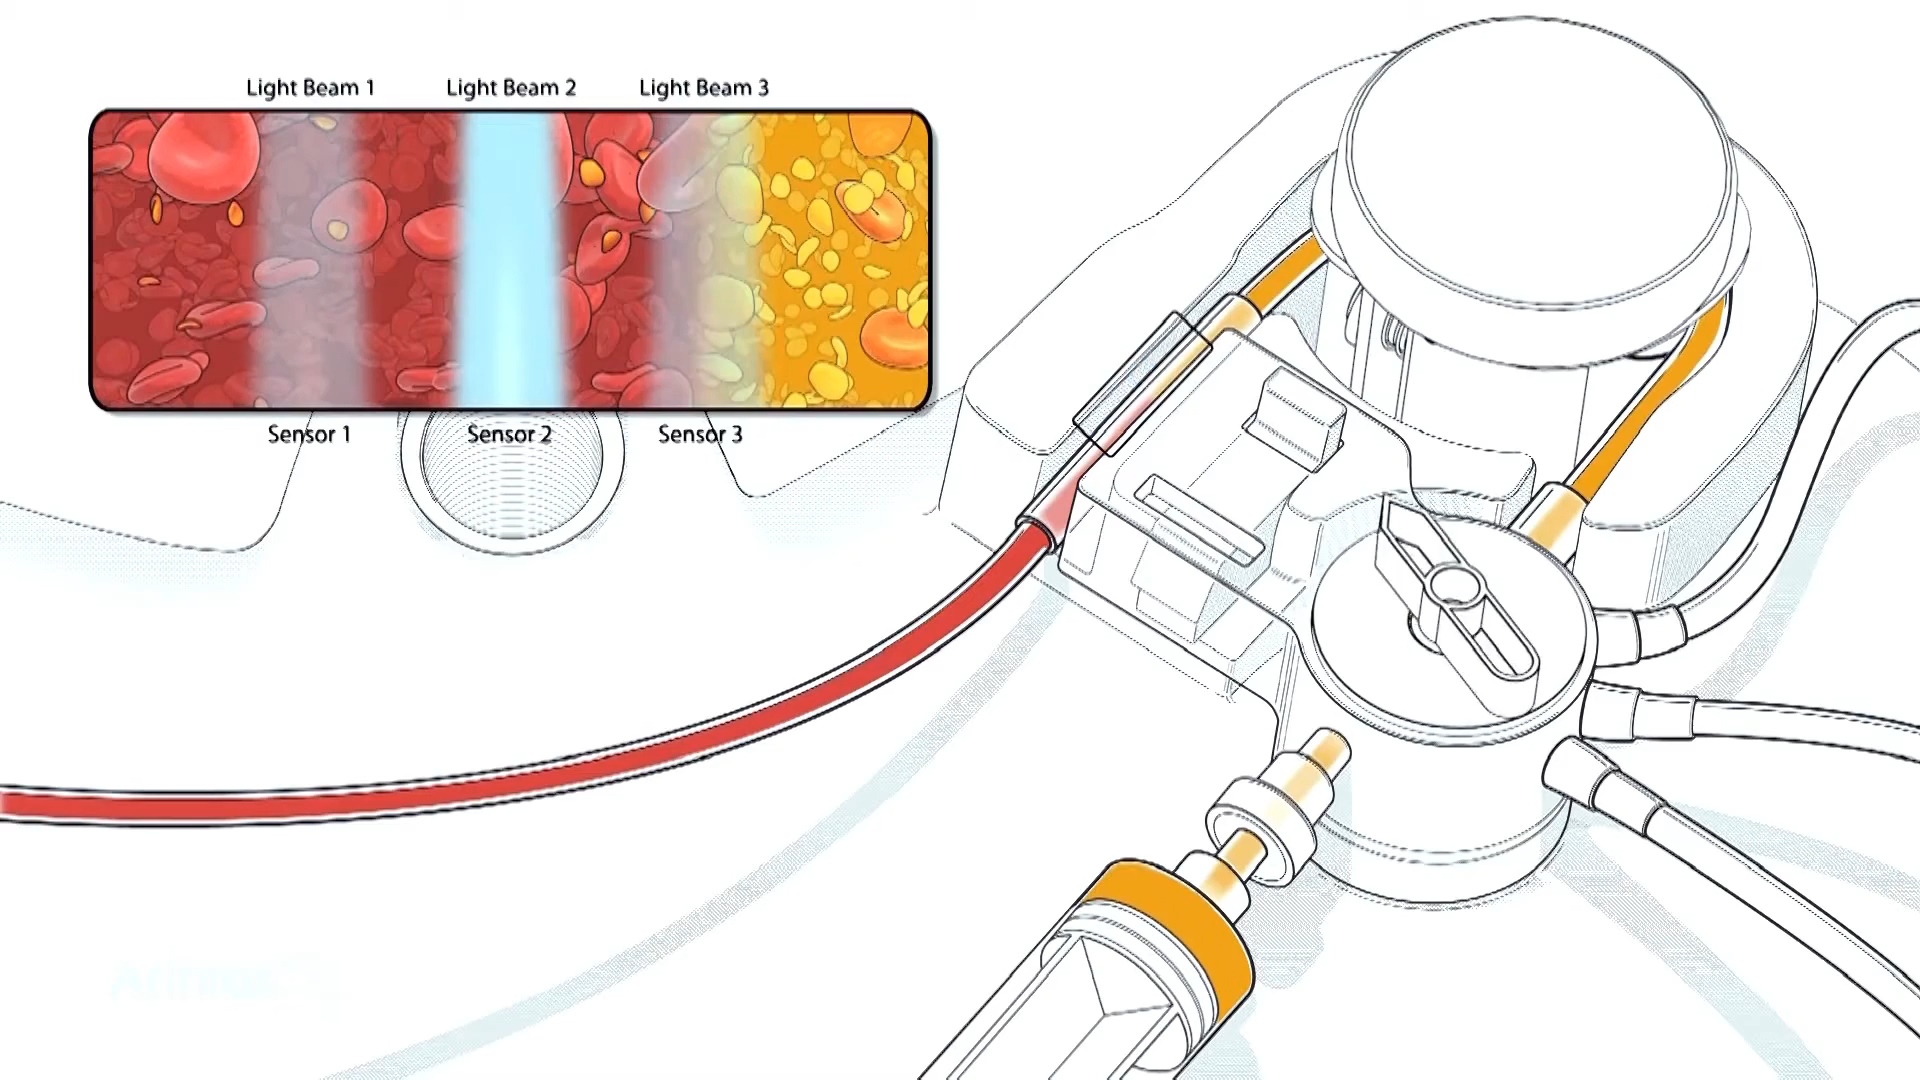 Light Beam 1
Light Beam 2
Light Beam 3
Sensor 1
Sensor 2
Sensor 3